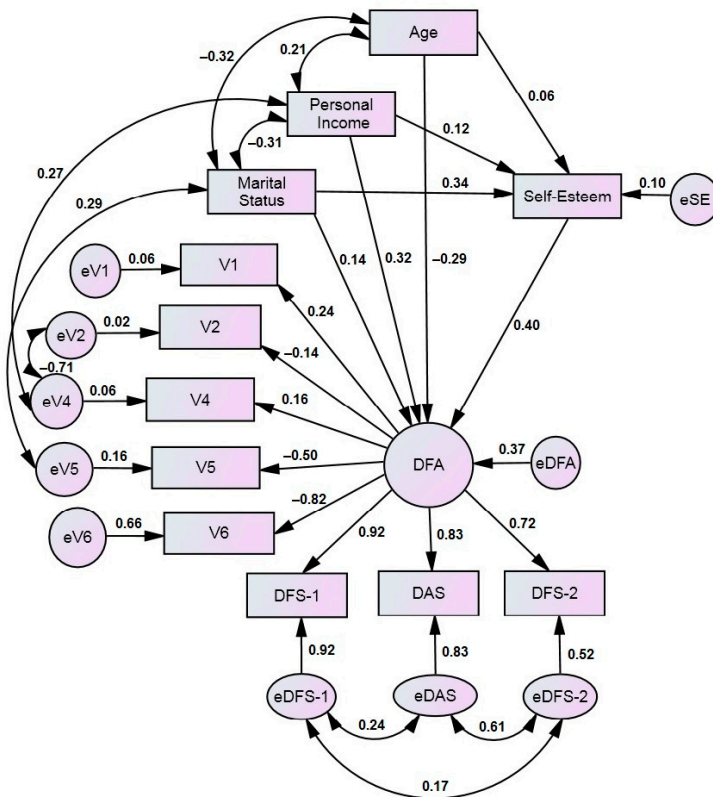 Age
–0.32
0.21
0.06
Personal
Income
0.12
–0.31
0.27
Marital
Status
0.34
Self-Esteem
0.10
eSE
0.29
0.14
0.32
–0.29
eV1
0.06
V1
0.24
0.40
eV2
0.02
V2
–0.14
–0.71
eV4
0.06
V4
0.16
eV5
0.16
V5
–0.50
DFA
0.37
eDFA
eV6
0.66
V6
–0.82
0.92
0.83
0.72
DFS-1
DAS
DFS-2
0.92
0.83
0.52
eDFS-1
eDAS
eDFS-2
0.24
0.61
0.17